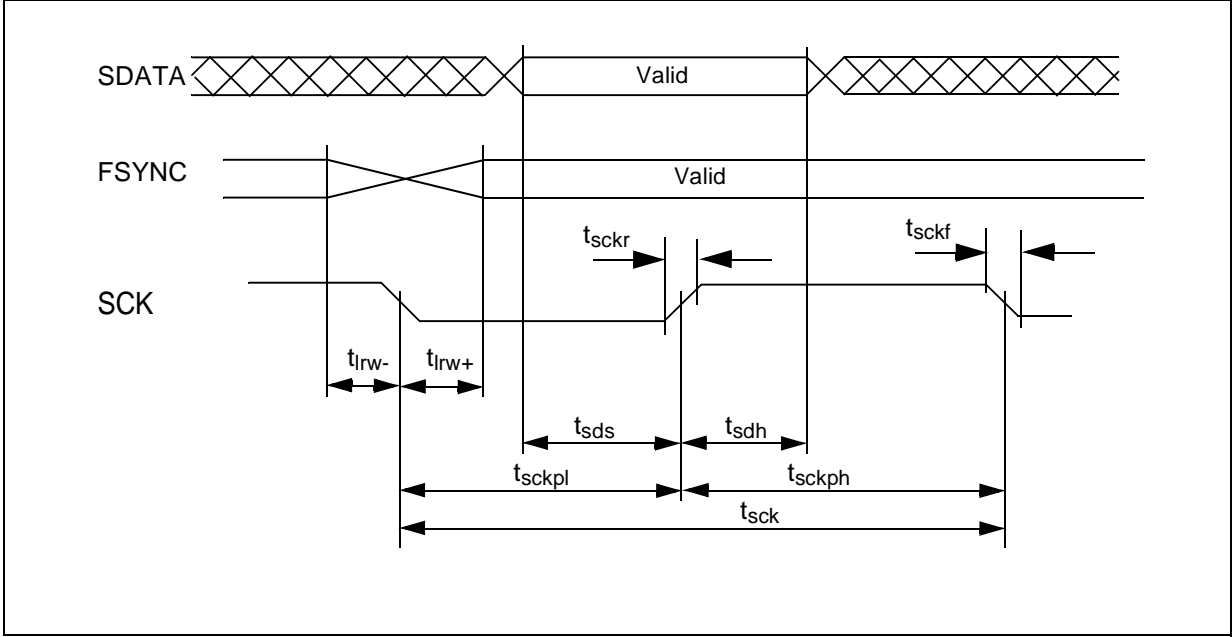 SDATA
Valid
FSYNC
Valid
tsckr
tsckf
SCK
tlrw-
tlrw+
tsds
tsdh
tsckpl
tsckph
tsck